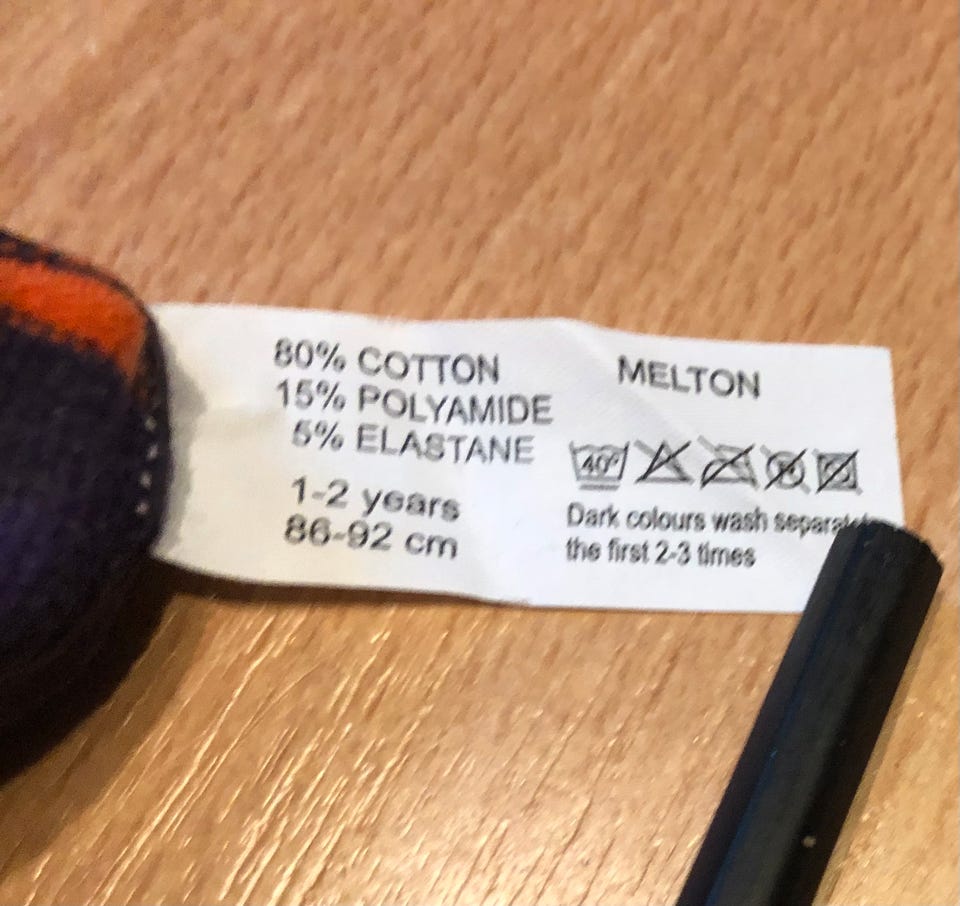 80% COTTON
15% POLYAMIDE
5% ELASTANE
1-2 years
86-92 cm
MELTON
40°
Dark colours wash
the first 2-3 times